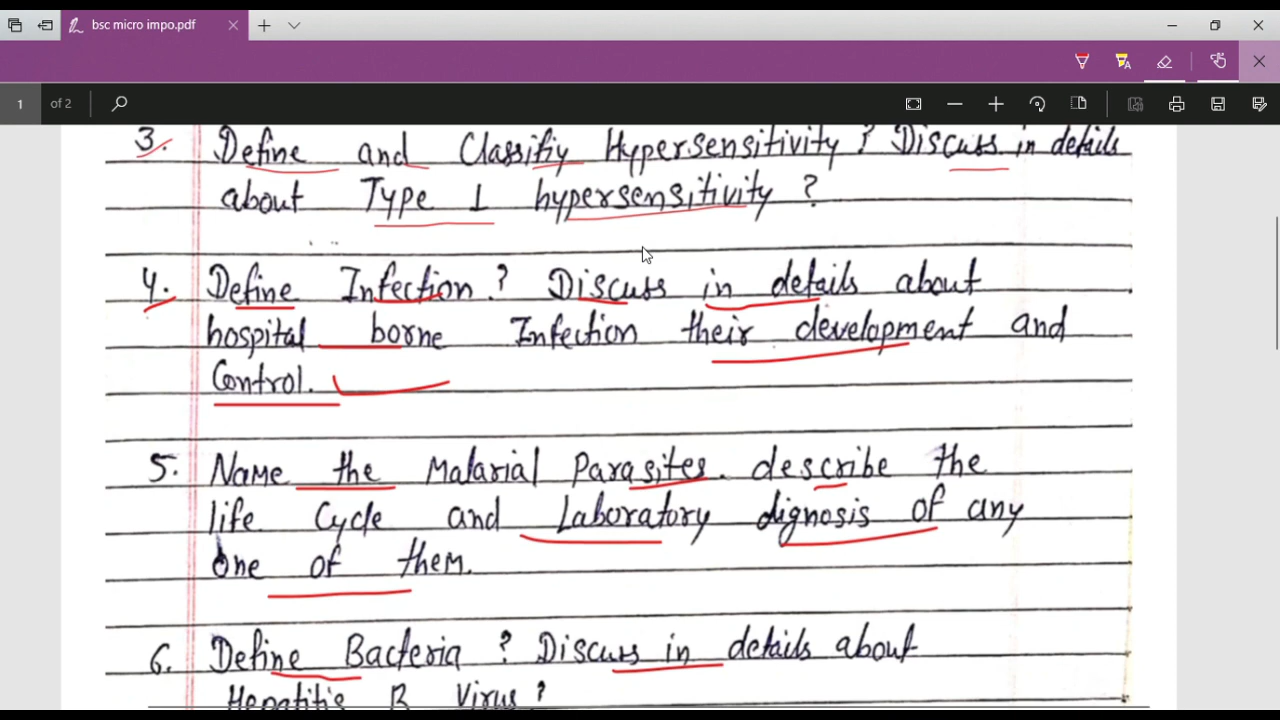 bsc micro impo.pdf
1 of 2
3. Define and Classifiy Hypersensitivity? Discuss in details
about Type 1 hypersensitivity?
4. Define Infection? Discuss in details about
hospital borne Infection their development and
Control.
5. Name the Malarial Parasites. describe the
life Cycle and Laboratory dignosis of any
One of them.
6. Define Bacteria? Discuss in details about
Hepatitis B Virus?